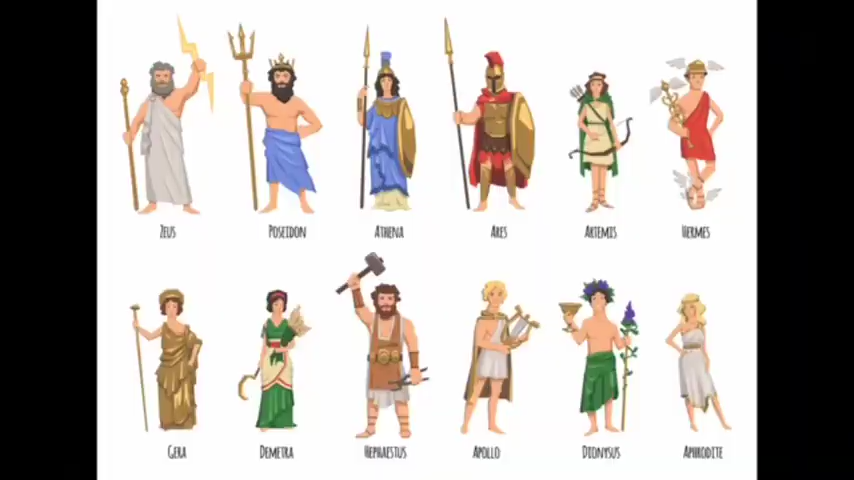 Zeus
Poseidon
Athena
Ares
Artemis
Hermes
Gera
Demetra
Hephaestus
Apollo
Dionysus
Aphrodite